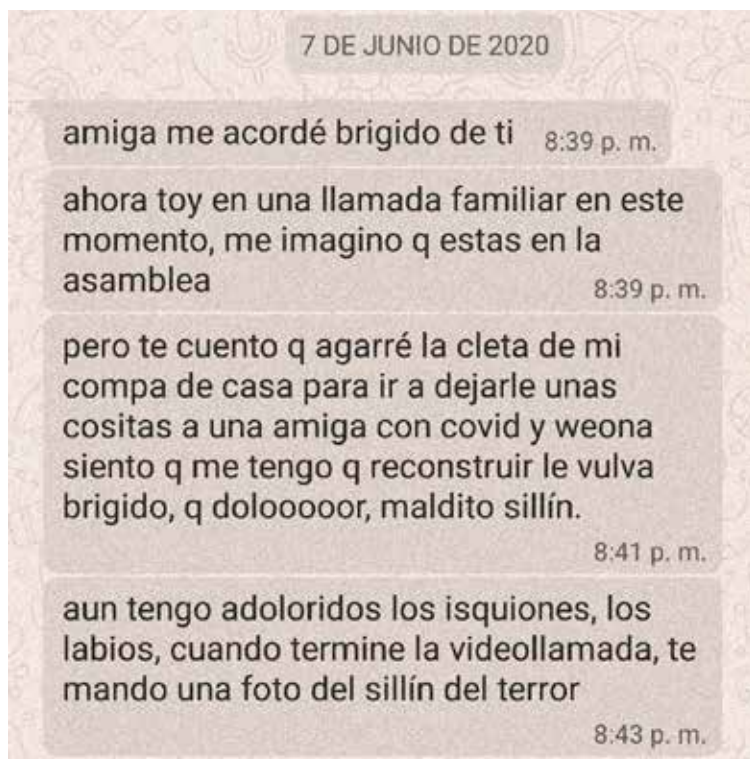 7 DE JUNIO DE 2020
amiga me acordé brigido de ti 8:39 p. m.
ahora toy en una llamada familiar en este
momento, me imagino q estas en la
asamblea 8:39 p. m.
pero te cuento q agarré la cleta de mi
compa de casa para ir a dejarle unas
cositas a una amiga con covid y weona
siento q me tengo q reconstruir le vulva
brigido, q dolooooor, maldito sillín.
8:41 p. m.
aun tengo adoloridos los isquiones, los
labios, cuando termine la videollamada, te
mando una foto del sillín del terror
8:43 p. m.